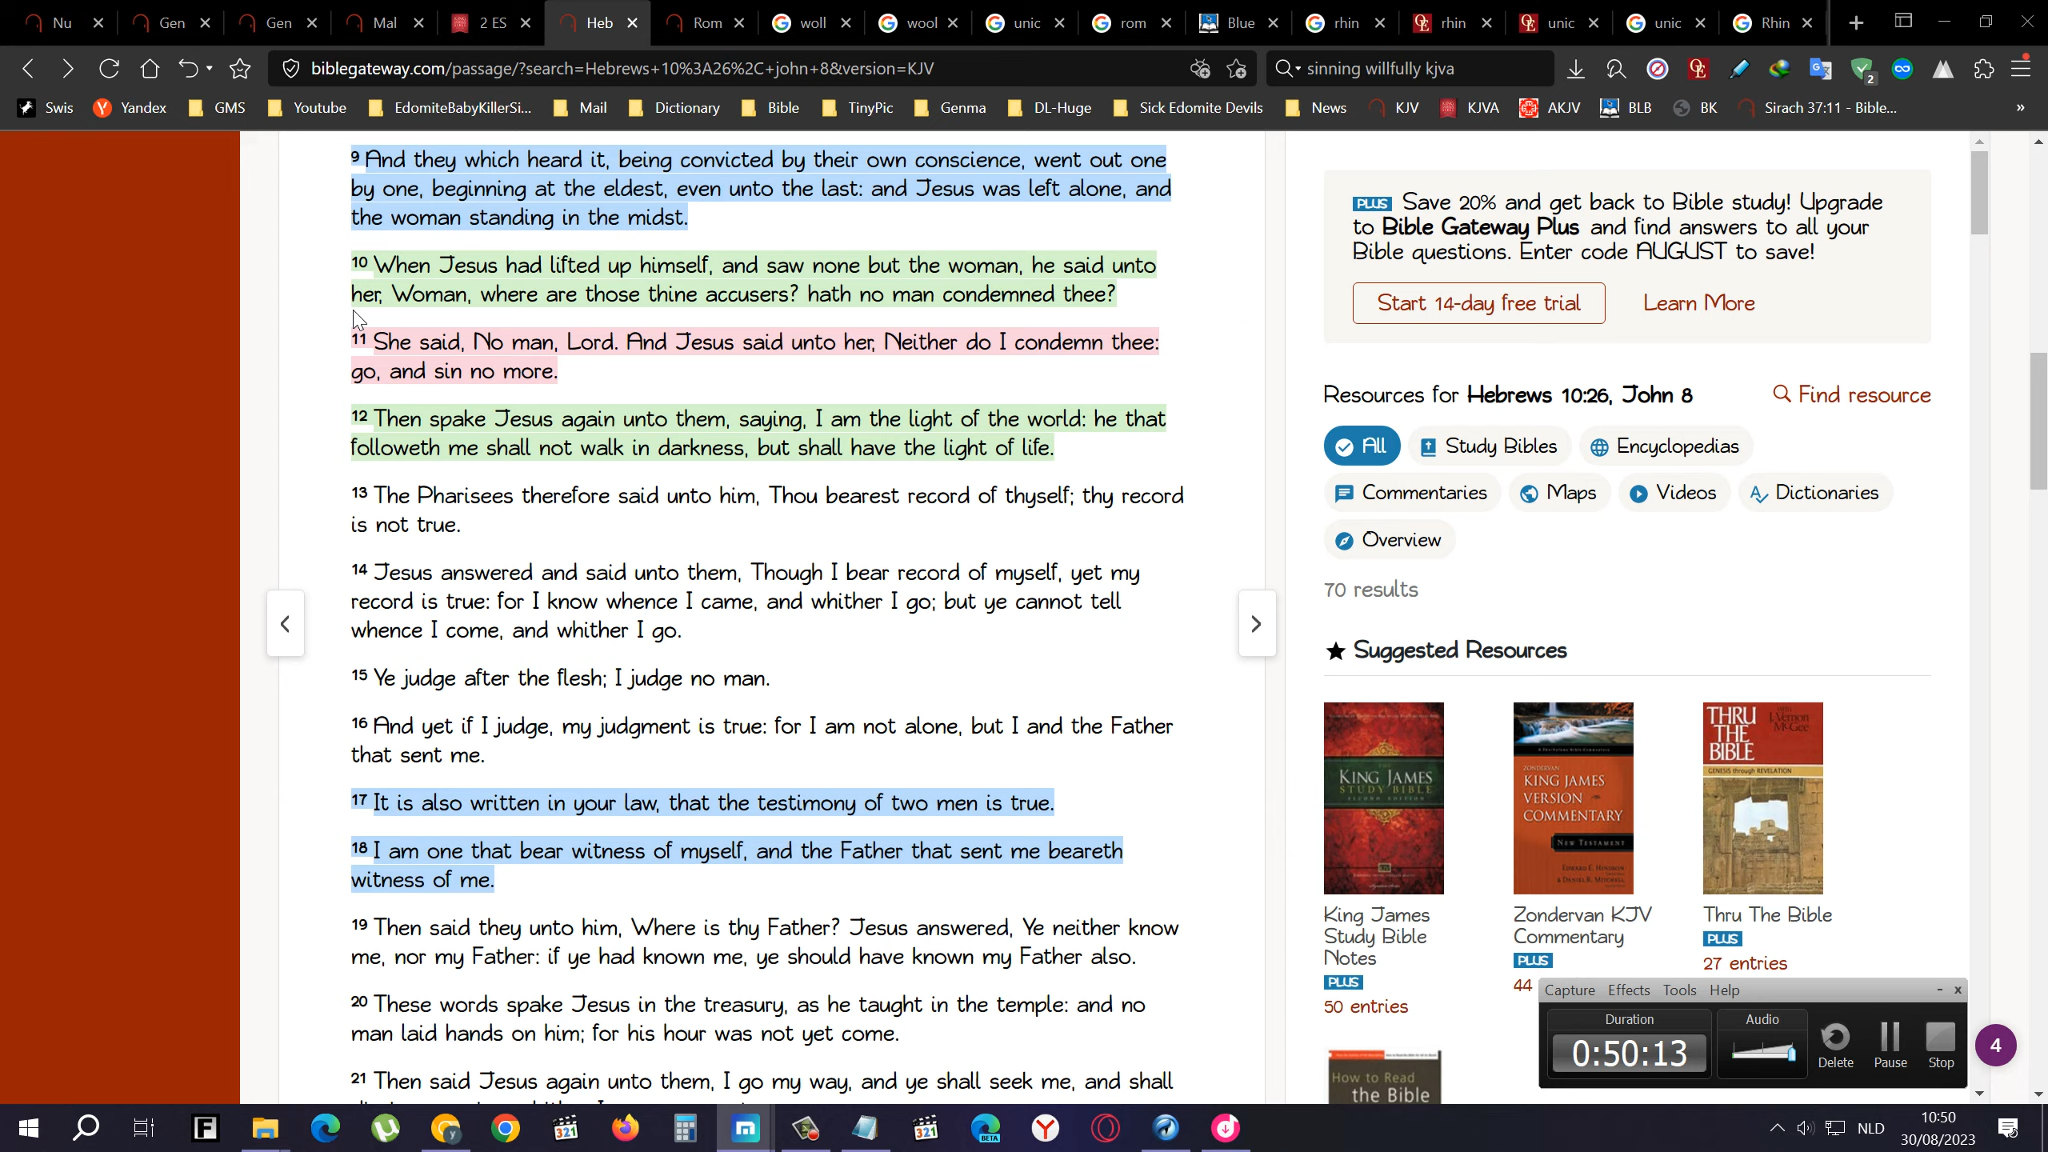 Nu
Gen
Gen
Mal
2 ES
Heb
Rom
woll
wool
unic
rom
Blue
rhin
rhin
unic
unic
Rhin
biblegateway.com/passage/?search=Hebrews+10%3A26%2C+john+8&version=KJV
sinning willfully kjva
Swis
Yandex
GMS
Youtube
EdomiteBabyKillerSi...
Mail
Dictionary
Bible
TinyPic
Genma
DL-Huge
Sick Edomite Devils
News
KJV
KJVA
AKJV
BLB
BK
Sirach 37:11 - Bible...
9 And they which heard it, being convicted by their own conscience, went out one
by one, beginning at the eldest, even unto the last: and Jesus was left alone, and
the woman standing in the midst.
10 When Jesus had lifted up himself, and saw none but the woman, he said unto
her, Woman, where are those thine accusers? hath no man condemned thee?
11 She said, No man, Lord. And Jesus said unto her, Neither do I condemn thee:
go, and sin no more.
12 Then spake Jesus again unto them, saying, I am the light of the world: he that
followeth me shall not walk in darkness, but shall have the light of life.
13 The Pharisees therefore said unto him, Thou bearest record of thyself; thy record
is not true.
14 Jesus answered and said unto them, Though I bear record of myself, yet my
record is true: for I know whence I came, and whither I go; but ye cannot tell
whence I come, and whither I go.
15 Ye judge after the flesh; I judge no man.
16 And yet if I judge, my judgment is true: for I am not alone, but I and the Father
that sent me.
17 It is also written in your law, that the testimony of two men is true.
18 I am one that bear witness of myself, and the Father that sent me beareth
witness of me.
19 Then said they unto him, Where is thy Father? Jesus answered, Ye neither know
me, nor my Father: if ye had known me, ye should have known my Father also.
20 These words spake Jesus in the treasury, as he taught in the temple: and no
man laid hands on him; for his hour was not yet come.
21 Then said Jesus again unto them, I go my way, and ye shall seek me, and shall
PLUS Save 20% and get back to Bible study! Upgrade
to Bible Gateway Plus and find answers to all your
Bible questions. Enter code AUGUST to save!
Start 14-day free trial
Learn More
Resources for Hebrews 10:26, John 8
Find resource
All
Study Bibles
Encyclopedias
Commentaries
Maps
Videos
Dictionaries
Overview
70 results
Suggested Resources
KING JAMES
STUDY BIBLE
SECOND EDITION
ZONDERVAN
KING JAMES
VERSION
COMMENTARY
NEW TESTAMENT
THRU
THE
BIBLE
J. Vernon
McGee
GENESIS through REVELATION
King James
Study Bible
Notes
PLUS
50 entries
Zondervan KJV
Commentary
PLUS
44
Thru The Bible
PLUS
27 entries
How to Read
the Bible
Capture
Effects
Tools
Help
Duration
0:50:13
Audio
Delete
Pause
Stop
4
321
321
BETA
NLD
10:50
30/08/2023